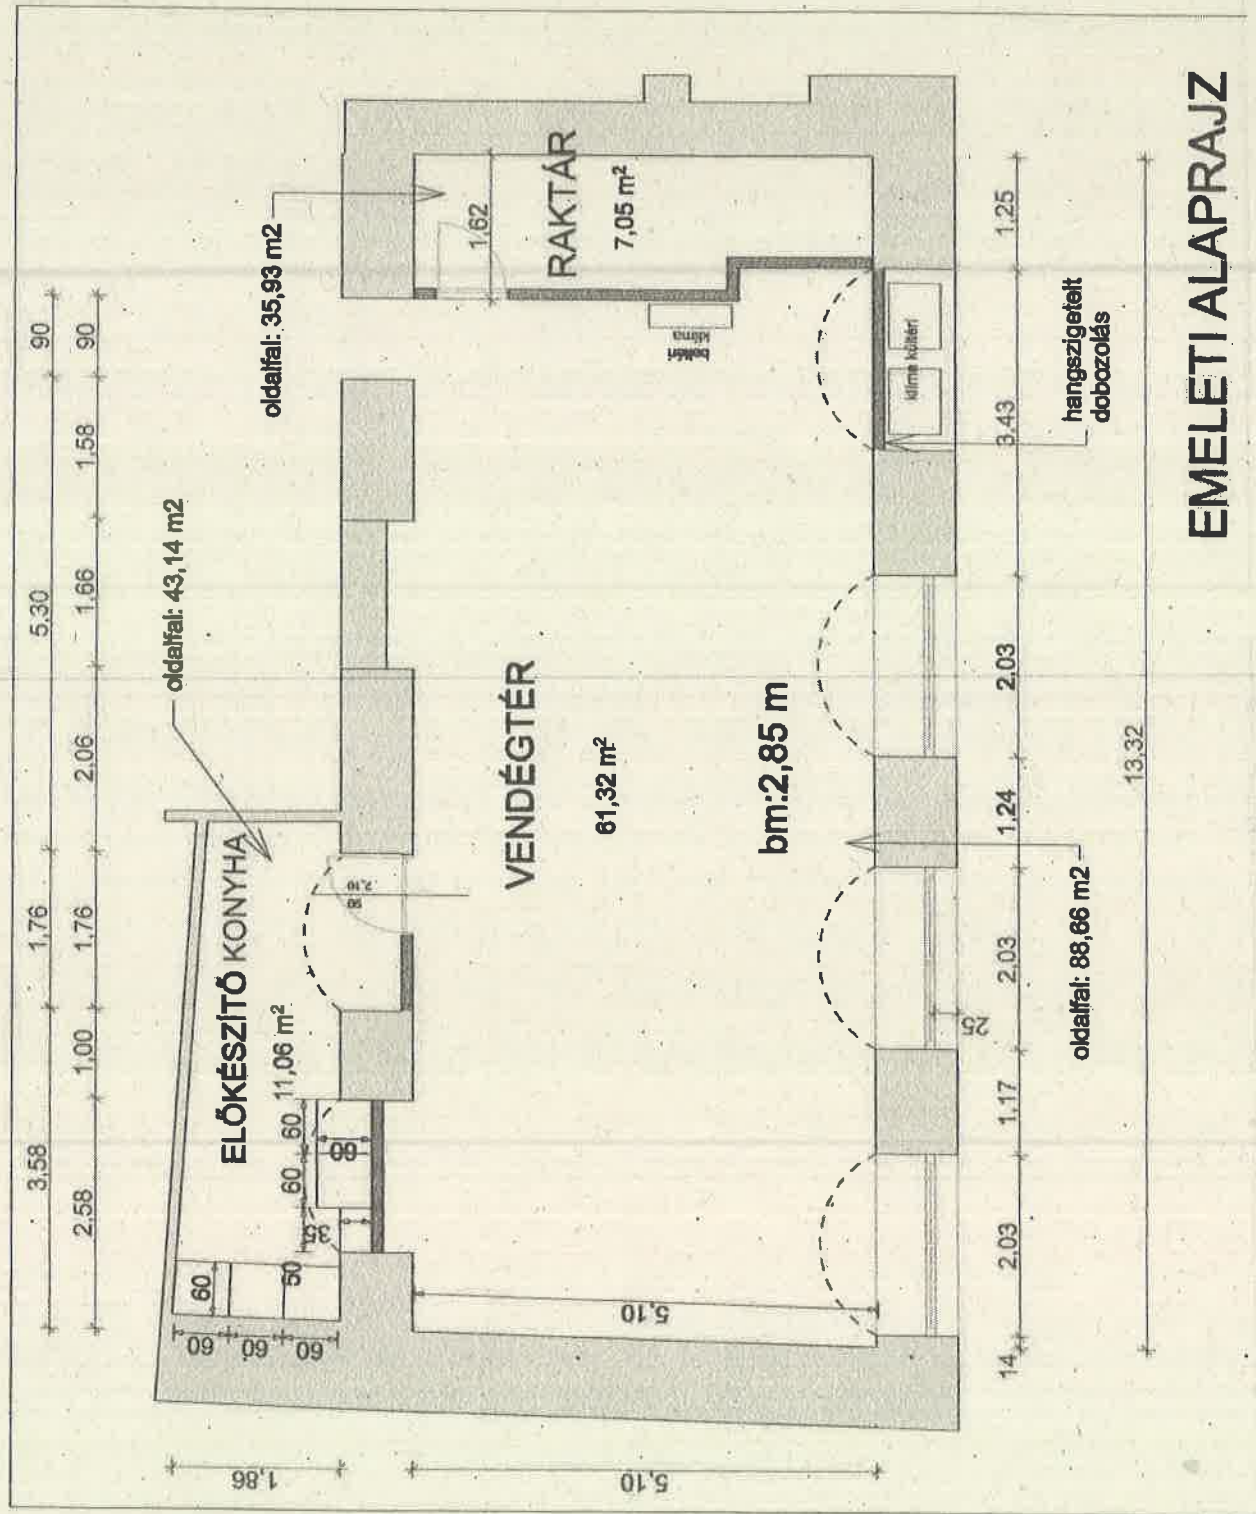 EMELETI ALAPRAJZ
3,58
1,76
5,30
90
2,58
1,00
1,76
2,06
1,66
1,58
90
oldalfal: 43,14 m2
oldalfal: 35,93 m2
ELŐKÉSZÍTŐ KONYHA
11,06 m²
60
60
60
60
50
60
60
60
35
90
2,10
VENDÉGTÉR
61,32 m²
bm:2,85 m
RAKTÁR
7,05 m²
1,62
klíma
klíma kültéri
hangszigetelt
dobozolás
5,10
1,86
5,10
25
14
2,03
1,17
2,03
1,24
2,03
3,43
1,25
oldalfal: 88,66 m2
13,32